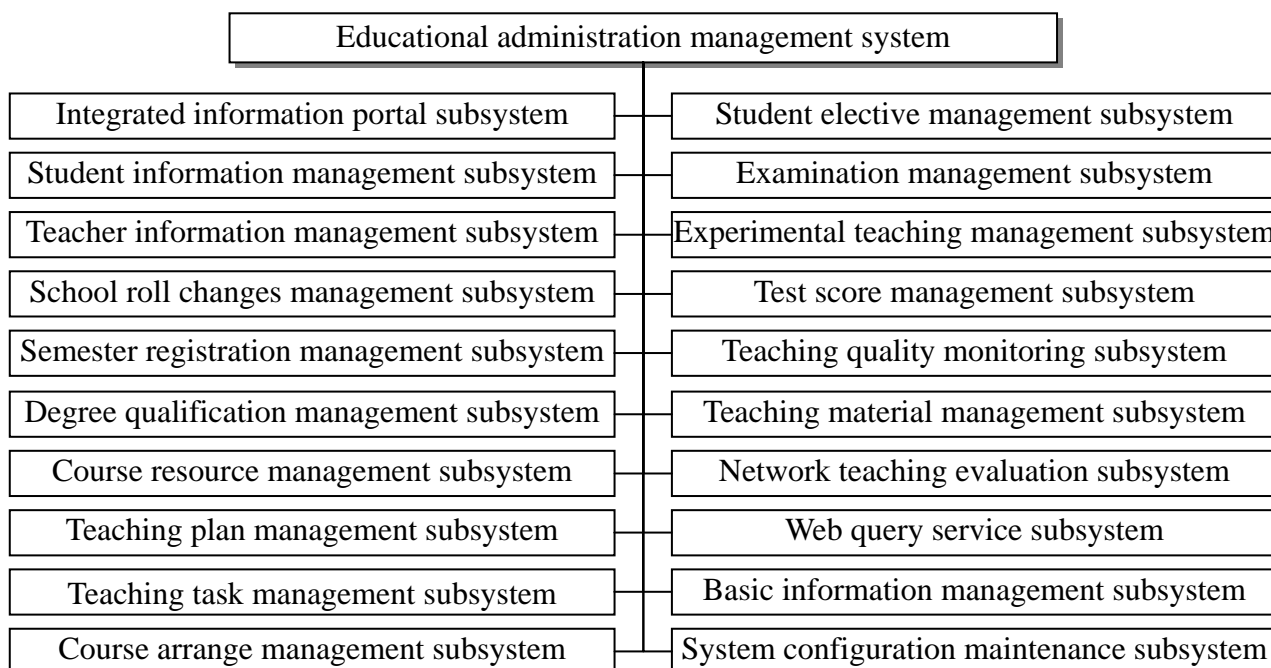 Educational administration management system
Integrated information portal subsystem
Student information management subsystem
Teacher information management subsystem
School roll changes management subsystem
Semester registration management subsystem
Degree qualification management subsystem
Course resource management subsystem
Teaching plan management subsystem
Teaching task management subsystem
Course arrange management subsystem
Student elective management subsystem
Examination management subsystem
Experimental teaching management subsystem
Test score management subsystem
Teaching quality monitoring subsystem
Teaching material management subsystem
Network teaching evaluation subsystem
Web query service subsystem
Basic information management subsystem
System configuration maintenance subsystem